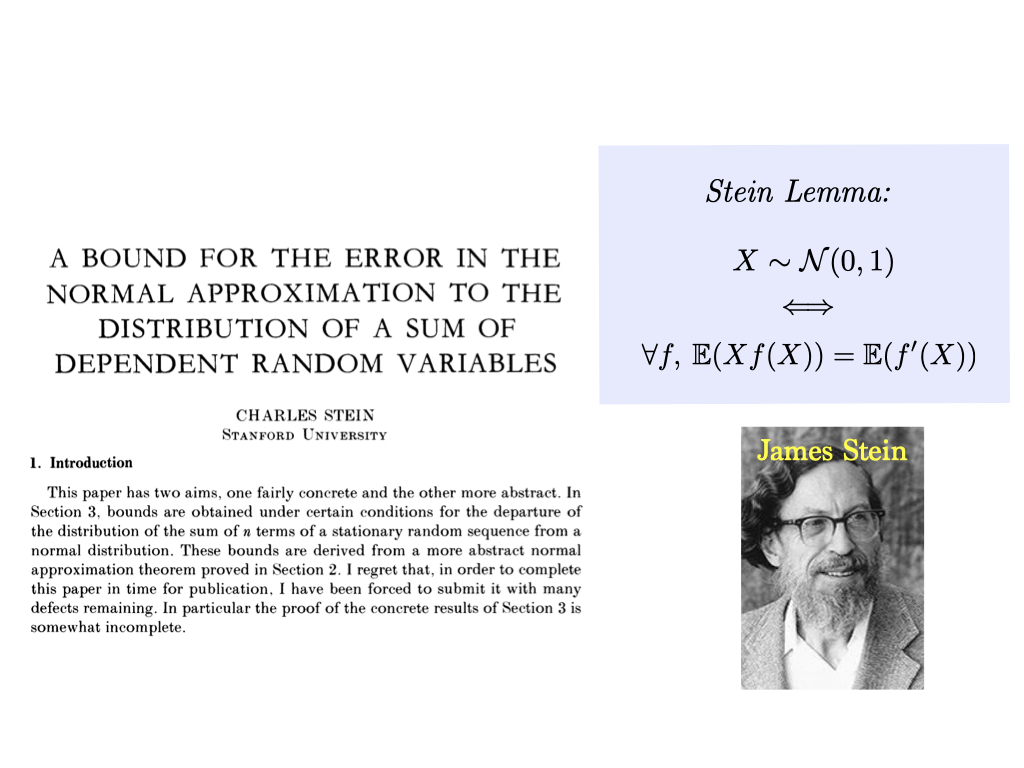 A BOUND FOR THE ERROR IN THE
NORMAL APPROXIMATION TO THE
DISTRIBUTION OF A SUM OF
DEPENDENT RANDOM VARIABLES
CHARLES STEIN
STANFORD UNIVERSITY
1. Introduction
This paper has two aims, one fairly concrete and the other more abstract. In
Section 3, bounds are obtained under certain conditions for the departure of
the distribution of the sum of n terms of a stationary random sequence from a
normal distribution. These bounds are derived from a more abstract normal
approximation theorem proved in Section 2. I regret that, in order to complete
this paper in time for publication, I have been forced to submit it with many
defects remaining. In particular the proof of the concrete results of Section 3 is
somewhat incomplete.
Stein Lemma:
X ∼ 𝒩(0, 1)
⟺
∀f, 𝔼(Xf(X)) = 𝔼(f′(X))
James Stein